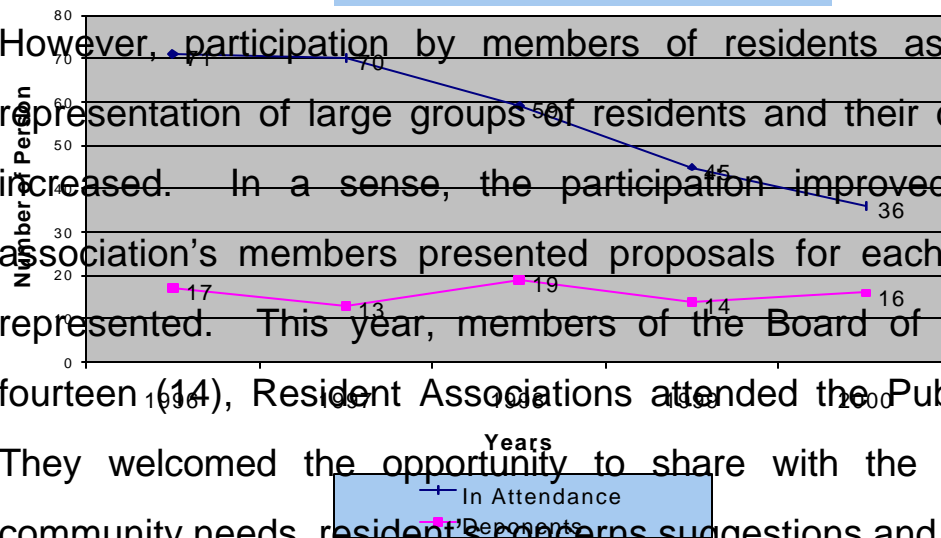 80
However, participation by members of residents as
71
70
70
representation of large groups of residents and their
60
59
50
increased. In a sense, the participation improved
45
40
36
Number of Person
30
association's members presented proposals for each
20
17
13
19
14
16
10
represented. This year, members of the Board of
0
fourteen (14), Resident Associations attended the Pub
1996
1997
1998
1999
2000
Years
They welcomed the opportunity to share with the
In Attendance
Deponents
community needs, resident's concerns suggestions and